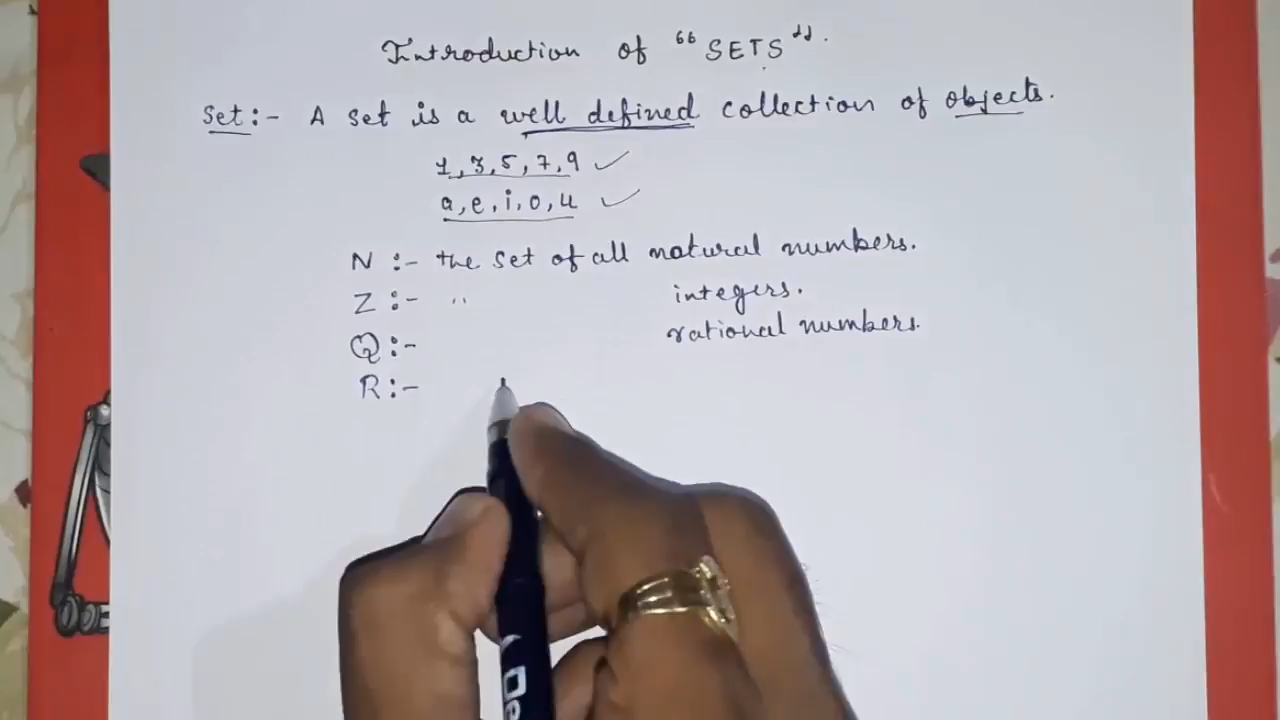 Introduction of "SETS".
Set:- A set is a well defined collection of objects.
1, 3, 5, 7, 9 ✓
a, e, i, o, u ✓
N :- the set of all natural numbers.
Z :- " integers.
Q :- rational numbers.
R :-